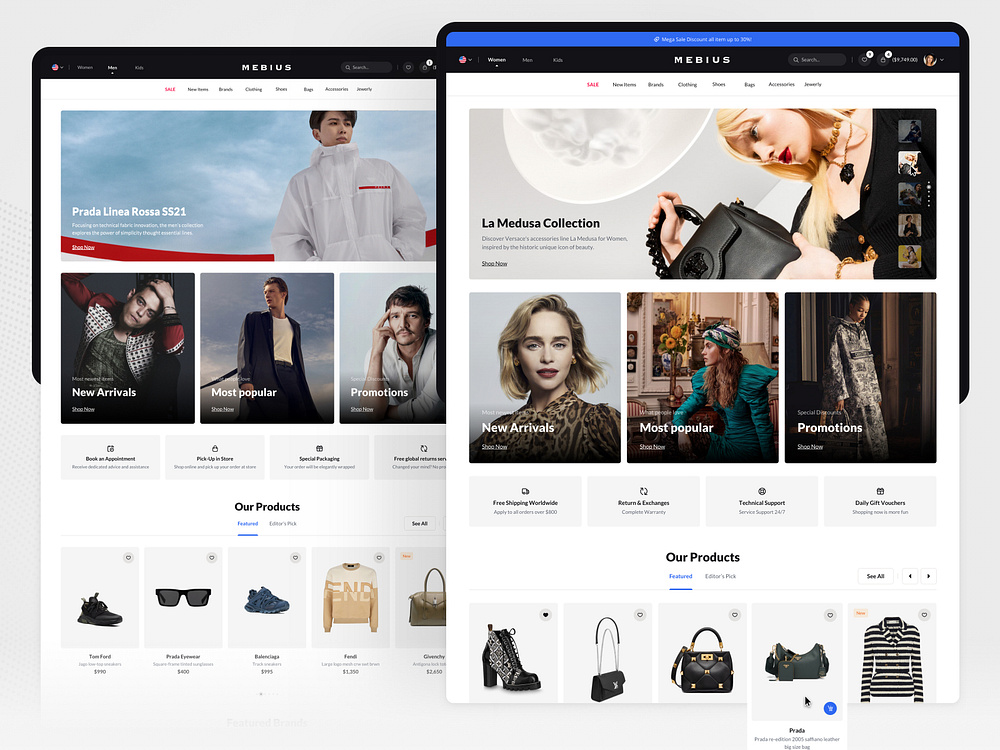 Women
Men
Kids
MEBIUS
Search...
1
SALE
New Items
Brands
Clothing
Shoes
Bags
Accessories
Jewerly
Prada Linea Rossa SS21
Focusing on technical fabric innovation, the men's collection
explores the power of simplicity thought essential lines.
Shop Now
Most newest items
New Arrivals
Shop Now
What people love
Most popular
Shop Now
Special Discounts
Promotions
Shop Now
Book an Appointment
Receive dedicated advice and assistance
Pick-Up in Store
Shop online and pick up your order at store
Special Packaging
Your order will be elegantly wrapped
Free global returns serv
Changed your mind? No pro
Our Products
Featured
Editor's Pick
See All
New
Tom Ford
Jago low-top sneakers
$990
Prada Eyewear
Square-frame tinted sunglasses
$400
Balenciaga
Track sneakers
$995
Fendi
Large logo mesh crw-net knws
$1,350
Givenchy
Antigona lock
$2,650
Featured Brands
Mega Sale Discount all item up to 30%!
Women
Men
Kids
MEBIUS
Search...
($9,749.00)
SALE
New Items
Brands
Clothing
Shoes
Bags
Accessories
Jewerly
La Medusa Collection
Discover Versace's accessories line La Medusa for Women,
inspired by the historic unique icon of beauty.
Shop Now
Most newest items
New Arrivals
Shop Now
What people love
Most popular
Shop Now
Special Discounts
Promotions
Shop Now
Free Shipping Worldwide
Apply to all orders over $800
Return & Exchanges
Complete Warranty
Technical Support
Service Support 24/7
Daily Gift Vouchers
Shopping now is more fun
Our Products
Featured
Editor's Pick
See All
New
Prada
Prada re-edition 2005 saffiano leather
big size bag